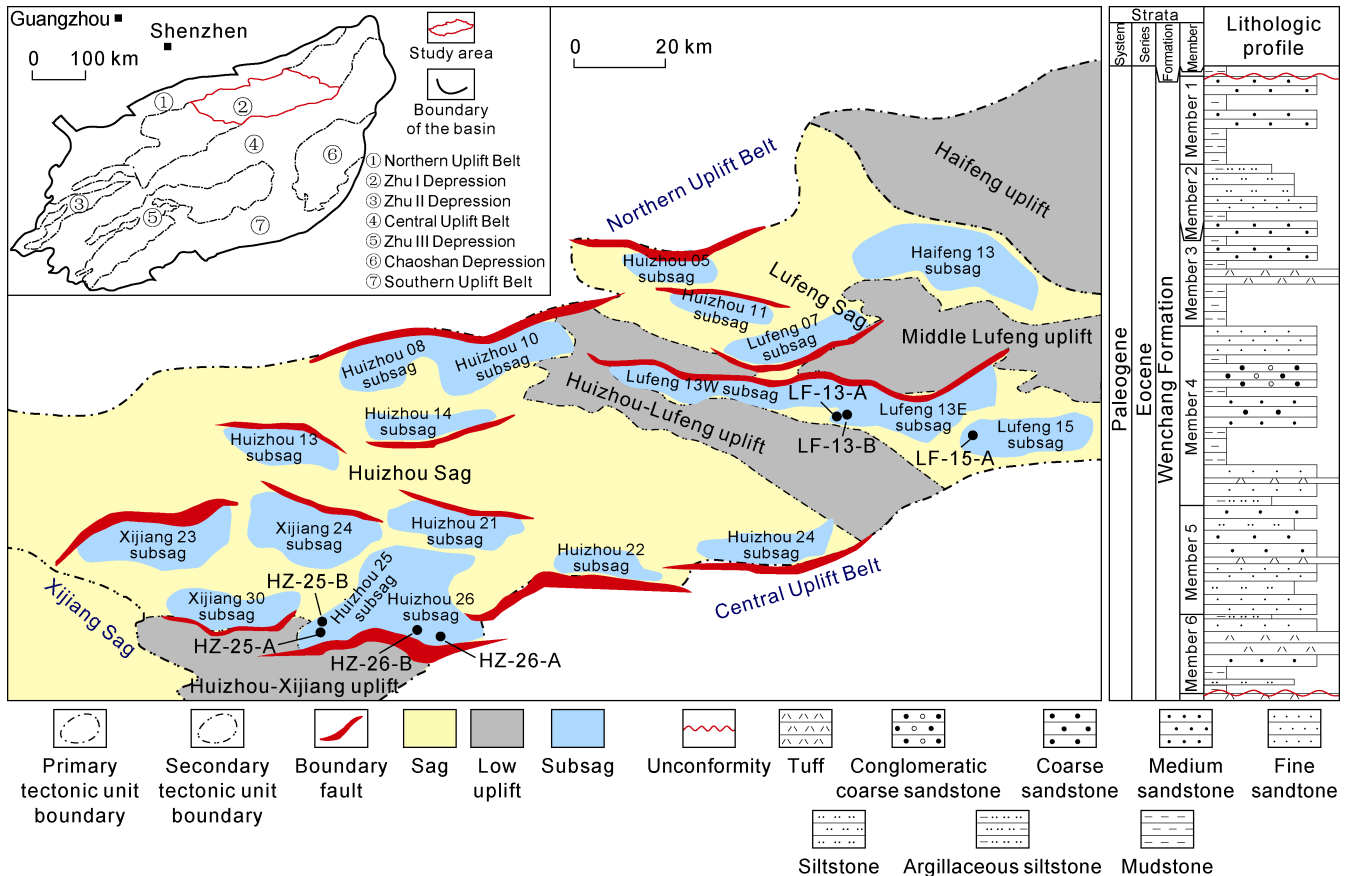 Guangzhou
Shenzhen
0 100 km
①
②
③
④
⑤
⑥
⑦
Study area
Boundary
of the basin
① Northern Uplift Belt
② Zhu I Depression
③ Zhu II Depression
④ Central Uplift Belt
⑤ Zhu III Depression
⑥ Chaoshan Depression
⑦ Southern Uplift Belt
0 20 km
Northern Uplift Belt
Haifeng uplift
Huizhou 05
subsag
Haifeng 13
subsag
Lufeng Sag
Huizhou 11
subsag
Lufeng 07
subsag
Middle Lufeng uplift
Huizhou 08
subsag
Huizhou 10
subsag
Huizhou-Lufeng uplift
Lufeng 13W subsag
LF-13-A
LF-13-B
Lufeng 13E
subsag
LF-15-A
Lufeng 15
subsag
Huizhou 14
subsag
Huizhou 13
subsag
Huizhou Sag
Xijiang 23
subsag
Xijiang 24
subsag
Huizhou 21
subsag
Huizhou 22
subsag
Huizhou 24
subsag
Central Uplift Belt
Xijiang Sag
Xijiang 30
subsag
HZ-25-B
HZ-25-A
Huizhou 25
subsag
Huizhou 26
subsag
HZ-26-B
HZ-26-A
Huizhou-Xijiang uplift
Strata
System
Series
Formation
Member
Lithologic
profile
Paleogene
Eocene
Wenchang Formation
Member 1
Member 2
Member 3
Member 4
Member 5
Member 6
Primary
tectonic unit
boundary
Secondary
tectonic unit
boundary
Boundary
fault
Sag
Low
uplift
Subsag
Unconformity
Tuff
Conglomeratic
coarse sandstone
Coarse
sandstone
Medium
sandstone
Fine
sandtone
Siltstone
Argillaceous siltstone
Mudstone